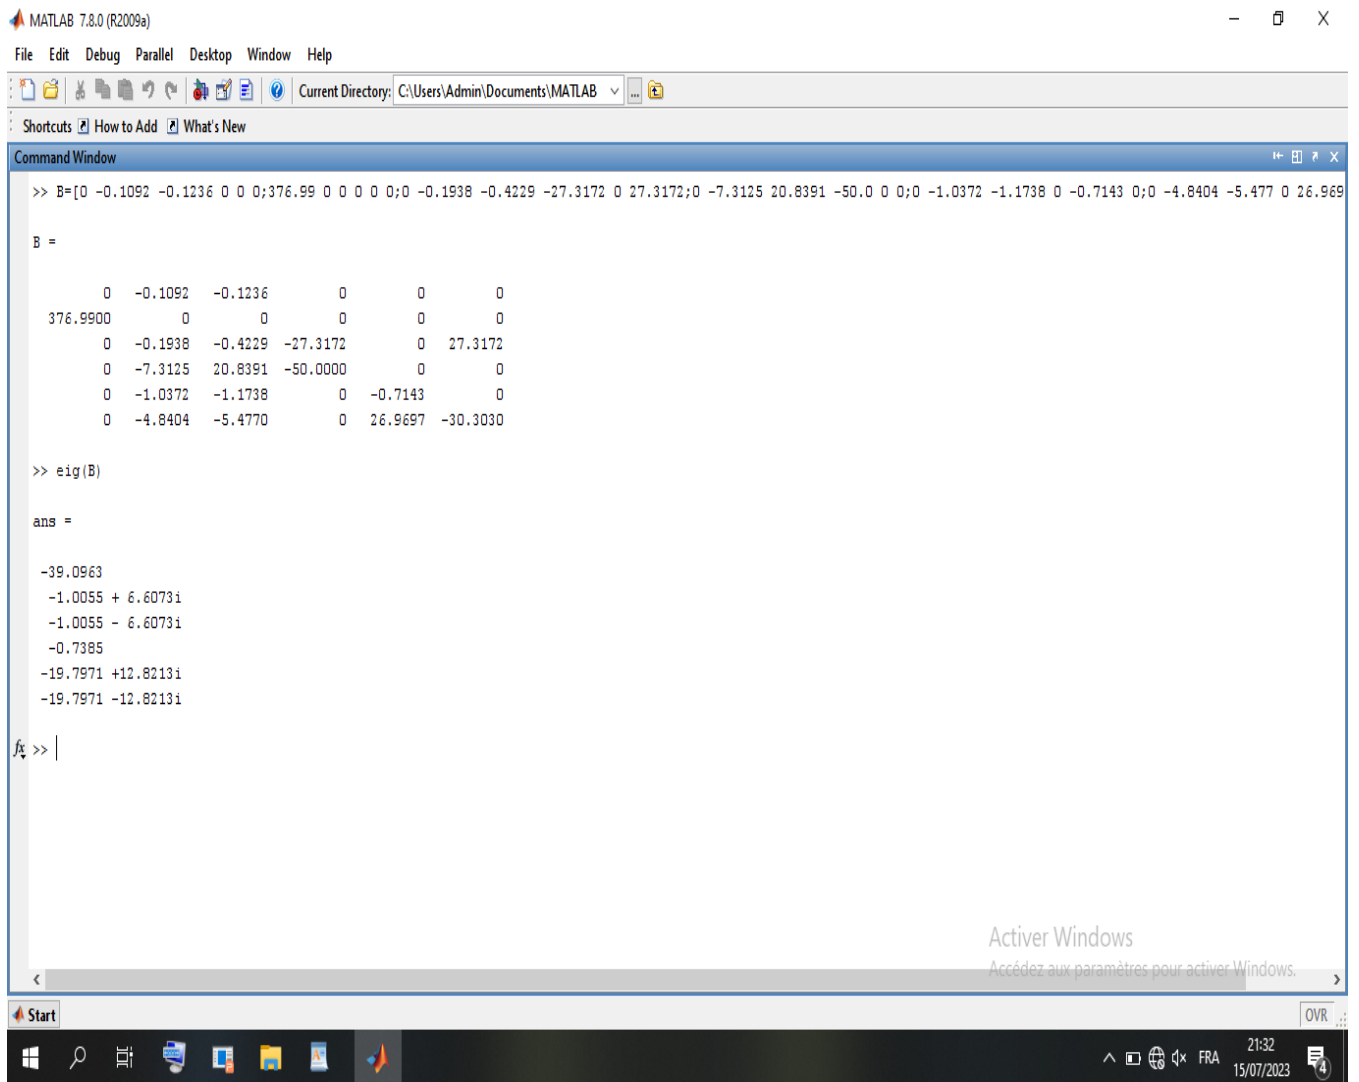 MATLAB 7.8.0 (R2009a)
File Edit Debug Parallel Desktop Window Help
Current Directory: C:\Users\Admin\Documents\MATLAB
Shortcuts How to Add What's New
Command Window
>> B=[0 -0.1092 -0.1236 0 0 0;376.99 0 0 0 0 0;0 -0.1938 -0.4229 -27.3172 0 27.3172;0 -7.3125 20.8391 -50.0 0 0;0 -1.0372 -1.1738 0 -0.7143 0;0 -4.8404 -5.477 0 26.969
B =
0 -0.1092 -0.1236 0 0 0
376.9900 0 0 0 0 0
0 -0.1938 -0.4229 -27.3172 0 27.3172
0 -7.3125 20.8391 -50.0000 0 0
0 -1.0372 -1.1738 0 -0.7143 0
0 -4.8404 -5.4770 0 26.9697 -30.3030
>> eig(B)
ans =
-39.0963
-1.0055 + 6.6073i
-1.0055 - 6.6073i
-0.7385
-19.7971 +12.8213i
-19.7971 -12.8213i
fx >>
Activer Windows
Accédez aux paramètres pour activer Windows.
Start OVR
FRA 21:32
15/07/2023
4